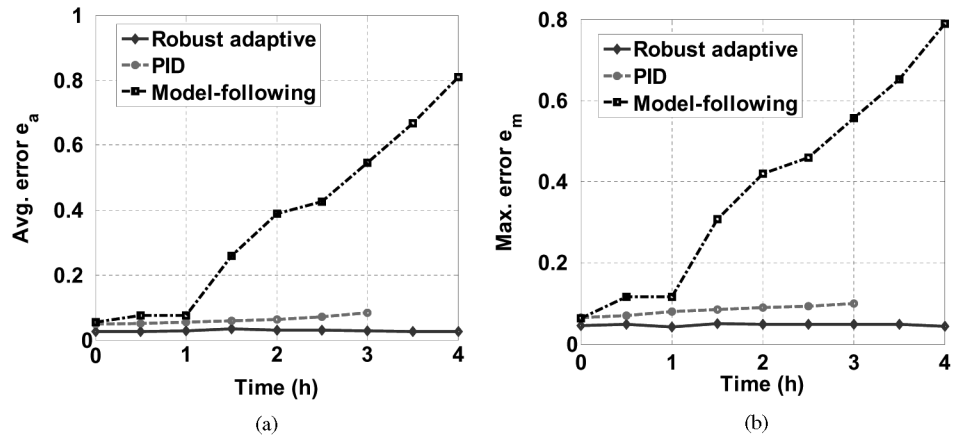 1
0.8
0.6
0.4
0.2
0
Avg. error e_a
Robust adaptive
PID
Model-following
0 1 2 3 4
Time (h)
(a)
0.8
0.6
0.4
0.2
0
Max. error e_m
Robust adaptive
PID
Model-following
0 1 2 3 4
Time (h)
(b)